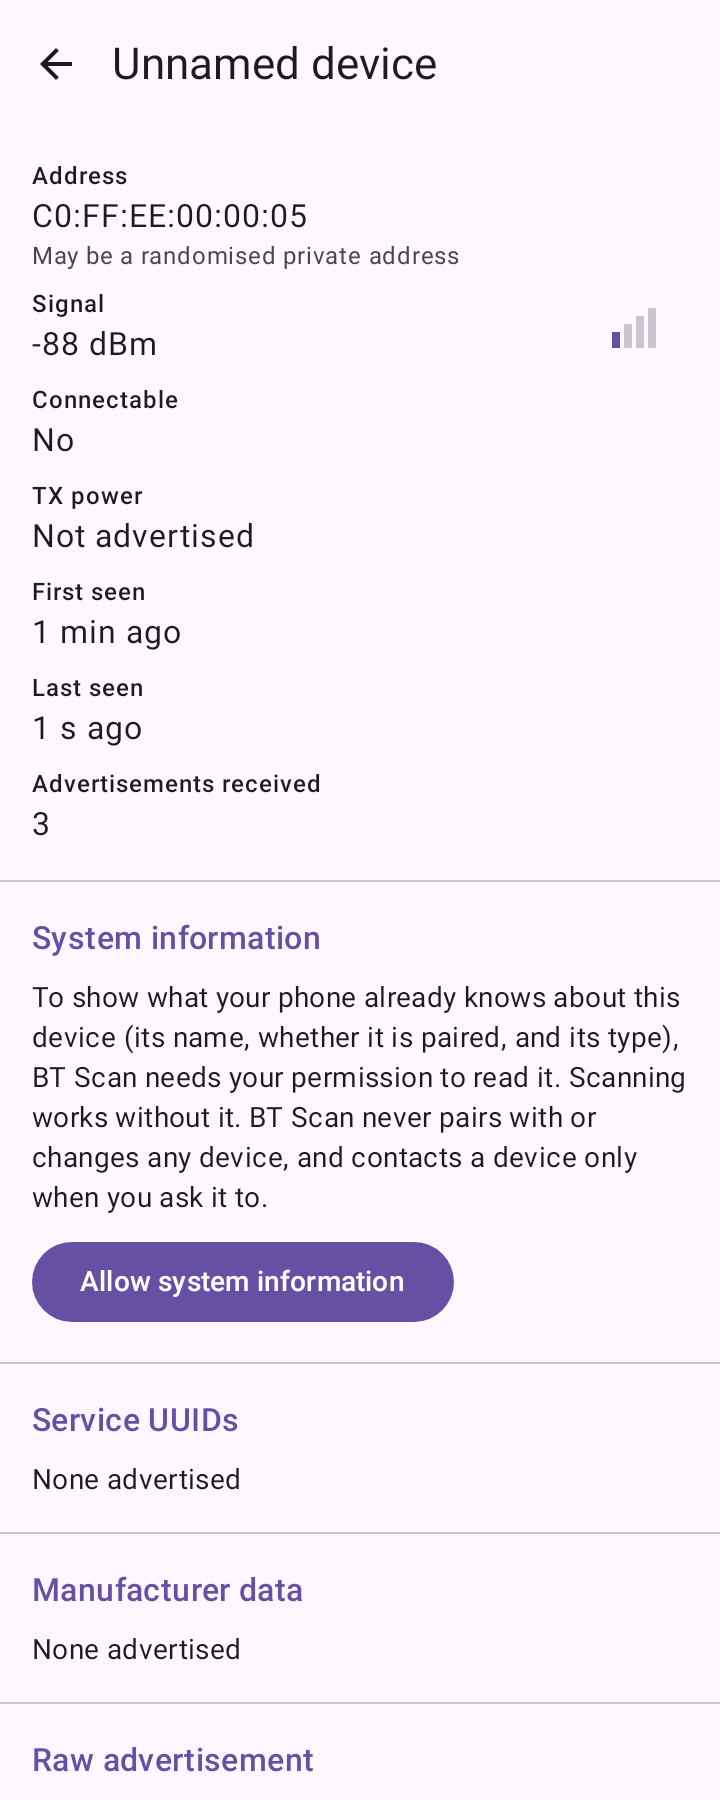 Unnamed device
Address
C0:FF:EE:00:00:05
May be a randomised private address
Signal
-88 dBm
Connectable
No
TX power
Not advertised
First seen
1 min ago
Last seen
1 s ago
Advertisements received
3
System information
To show what your phone already knows about this
device (its name, whether it is paired, and its type),
BT Scan needs your permission to read it. Scanning
works without it. BT Scan never pairs with or
changes any device, and contacts a device only
when you ask it to.
Allow system information
Service UUIDs
None advertised
Manufacturer data
None advertised
Raw advertisement